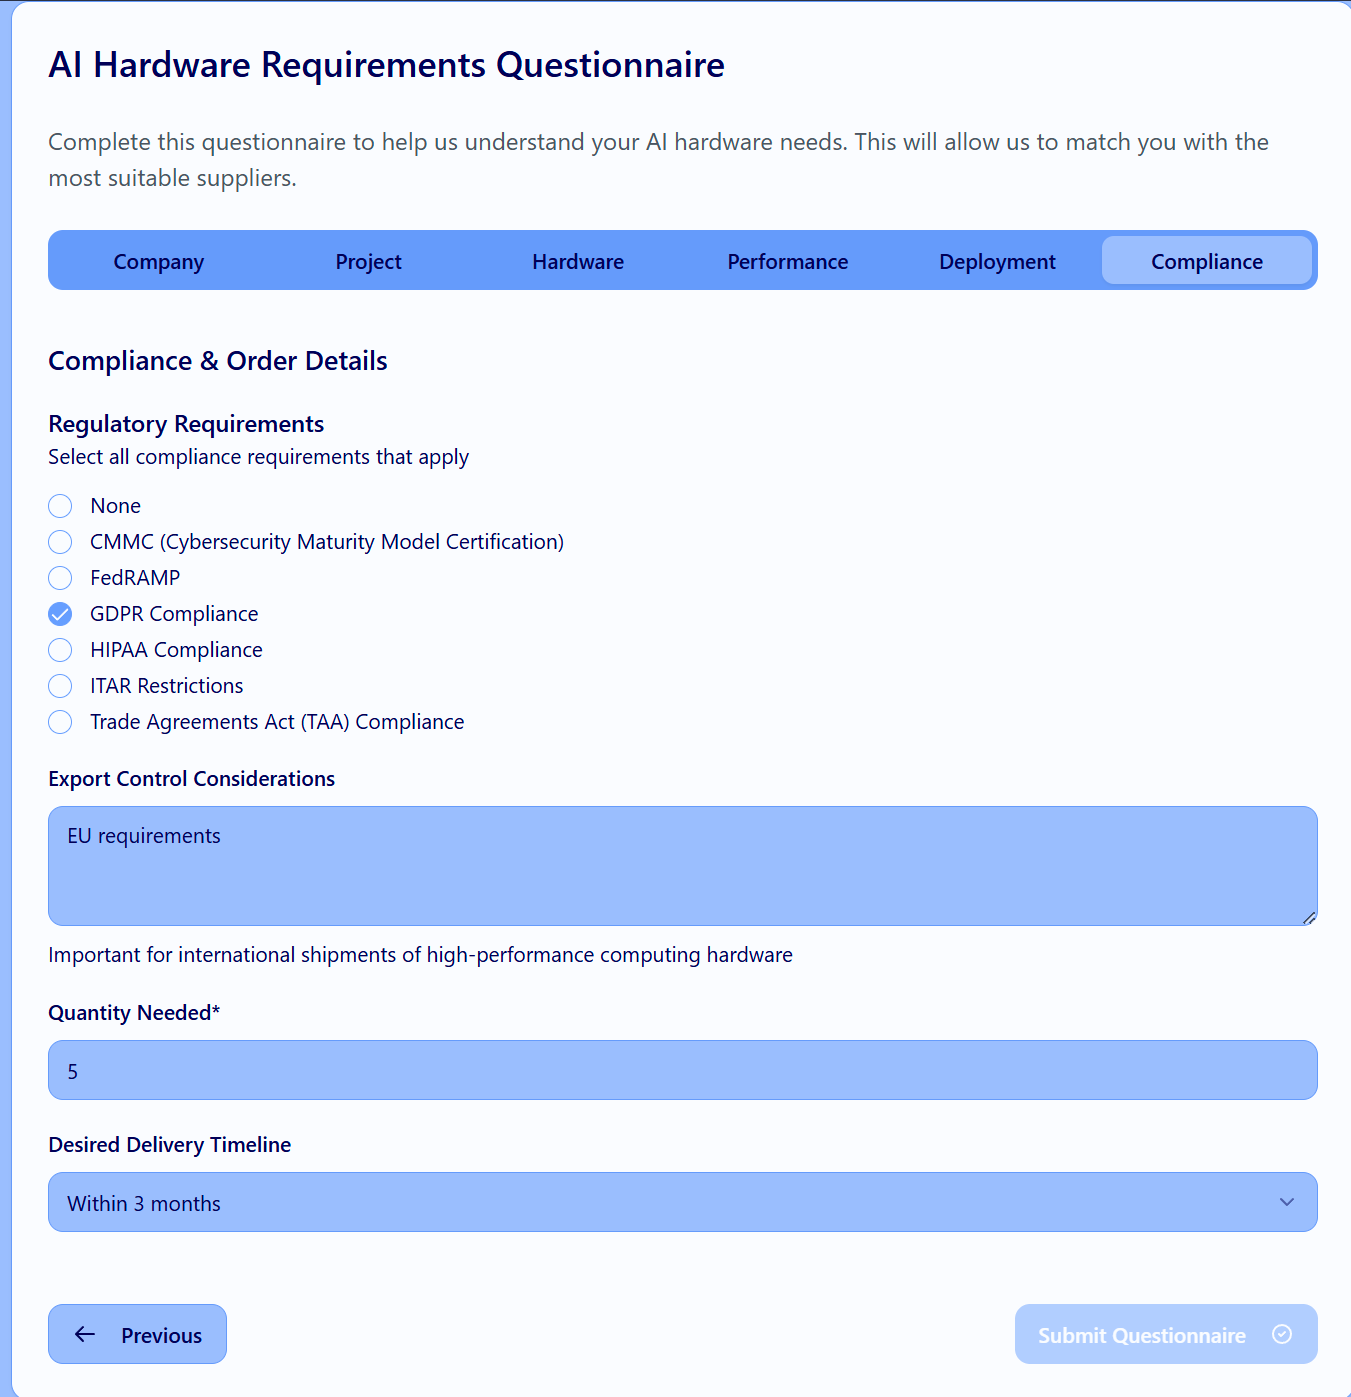 AI Hardware Requirements Questionnaire
Complete this questionnaire to help us understand your AI hardware needs. This will allow us to match you with the
most suitable suppliers.
Company Project Hardware Performance Deployment Compliance
Compliance & Order Details
Regulatory Requirements
Select all compliance requirements that apply
None
CMMC (Cybersecurity Maturity Model Certification)
FedRAMP
GDPR Compliance
HIPAA Compliance
ITAR Restrictions
Trade Agreements Act (TAA) Compliance
Export Control Considerations
EU requirements
Important for international shipments of high-performance computing hardware
Quantity Needed*
5
Desired Delivery Timeline
Within 3 months
Previous Submit Questionnaire